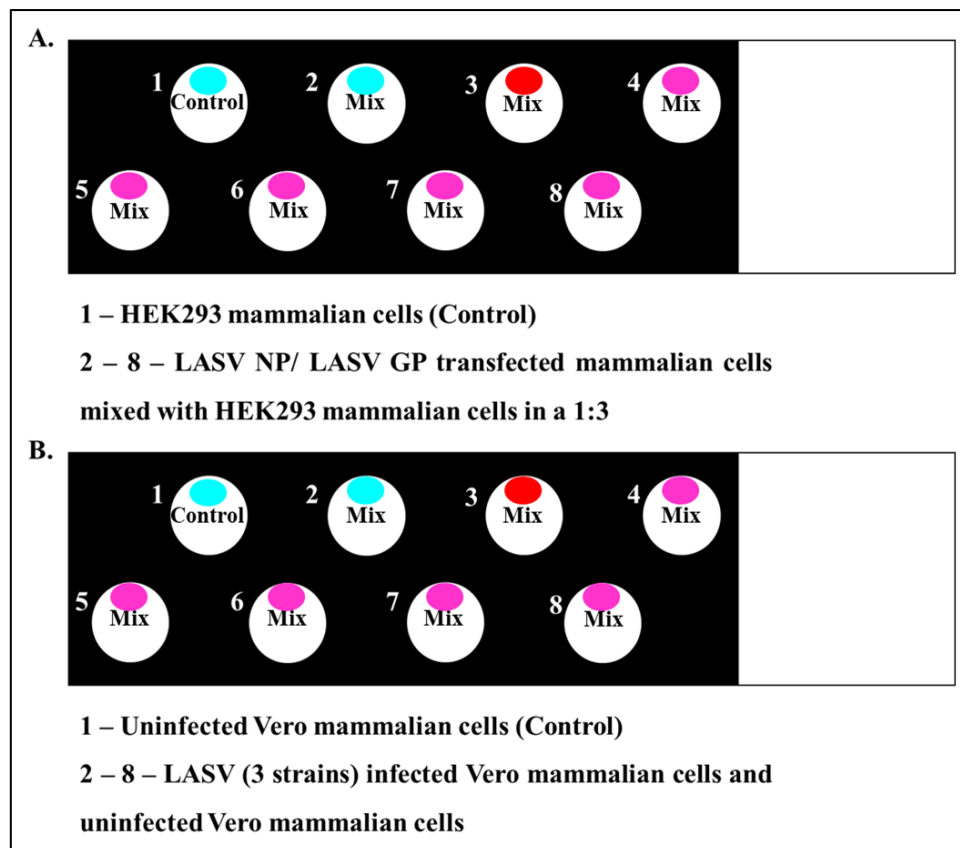 A.
1 2 3 4
Control Mix Mix Mix
5 6 7 8
Mix Mix Mix Mix
1 – HEK293 mammalian cells (Control)
2 – 8 – LASV NP/ LASV GP transfected mammalian cells
mixed with HEK293 mammalian cells in a 1:3
B.
1 2 3 4
Control Mix Mix Mix
5 6 7 8
Mix Mix Mix Mix
1 – Uninfected Vero mammalian cells (Control)
2 – 8 – LASV (3 strains) infected Vero mammalian cells and
uninfected Vero mammalian cells